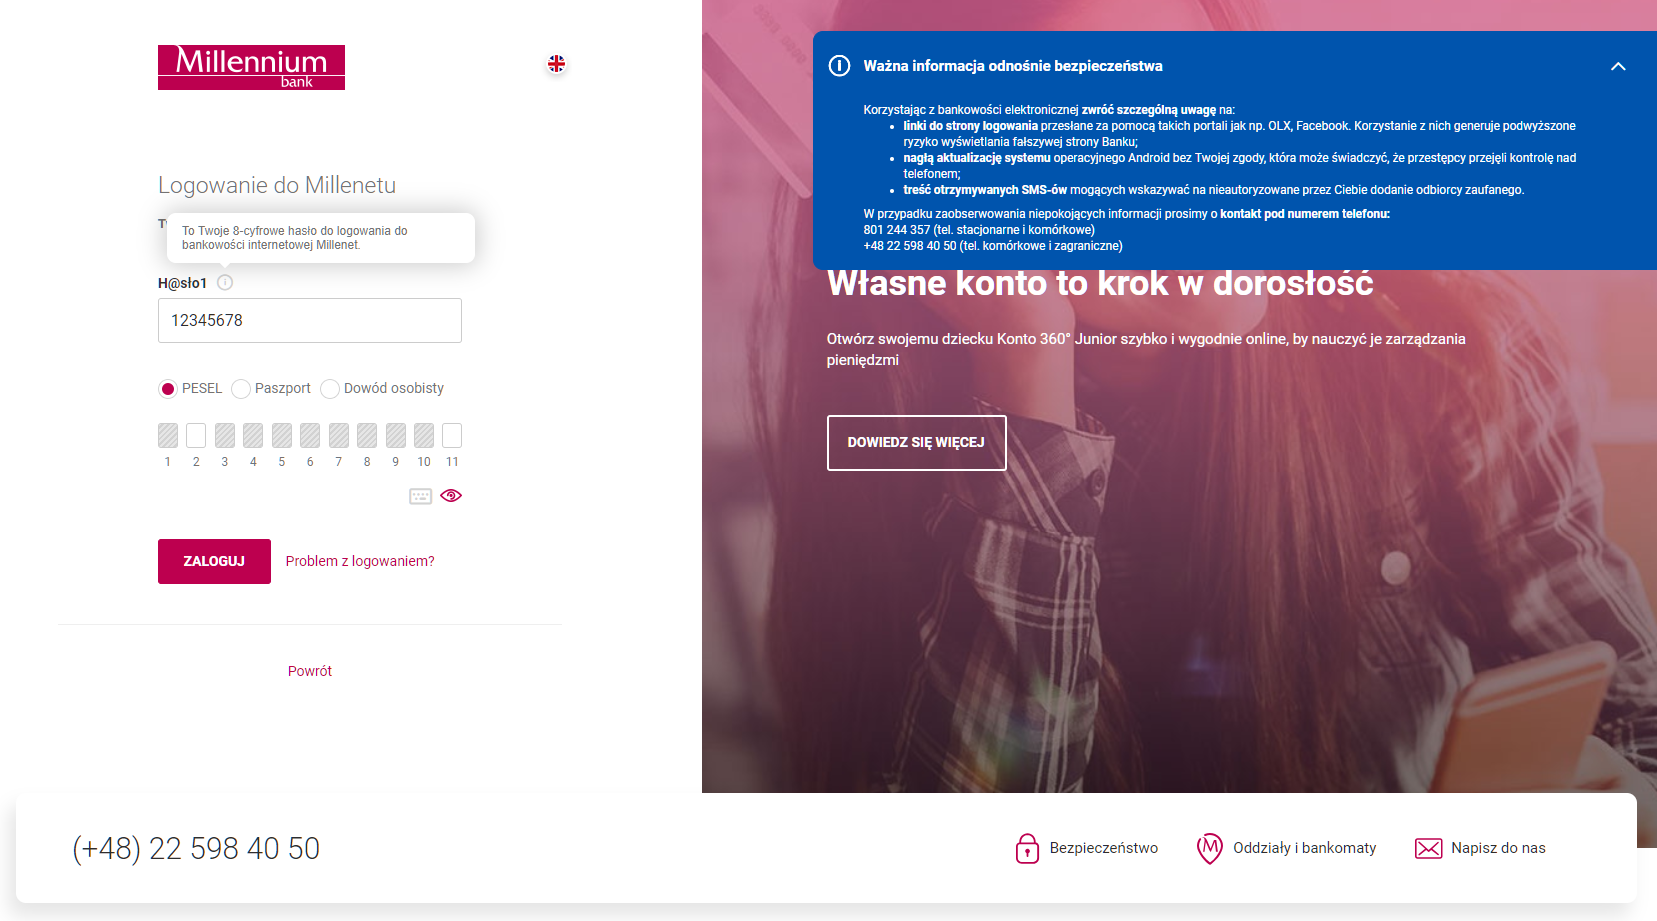 Millennium
bank
Logowanie do Millenetu
To Twoje 8-cyfrowe hasło do logowania do
bankowości internetowej Millenet.
H@sło1
12345678
PESEL Paszport Dowód osobisty
1 2 3 4 5 6 7 8 9 10 11
ZALOGUJ Problem z logowaniem?
Powrót
Ważna informacja odnośnie bezpieczeństwa
Korzystając z bankowości elektronicznej zwróć szczególną uwagę na:
• linki do strony logowania przesłane za pomocą takich portali jak np. OLX, Facebook. Korzystanie z nich generuje podwyższone
ryzyko wyświetlania fałszywej strony Banku;
• nagłą aktualizację systemu operacyjnego Android bez Twojej zgody, która może świadczyć, że przestępcy przejęli kontrolę nad
telefonem;
• treść otrzymywanych SMS-ów mogących wskazywać na nieautoryzowane przez Ciebie dodanie odbiorcy zaufanego.
W przypadku zaobserwowania niepokojących informacji prosimy o kontakt pod numerem telefonu:
801 244 357 (tel. stacjonarne i komórkowe)
+48 22 598 40 50 (tel. komórkowe i zagraniczne)
Własne konto to krok w dorosłość
Otwórz swojemu dziecku Konto 360° Junior szybko i wygodnie online, by nauczyć je zarządzania
pieniędzmi
DOWIEDZ SIĘ WIĘCEJ
(+48) 22 598 40 50
Bezpieczeństwo
Oddziały i bankomaty
Napisz do nas